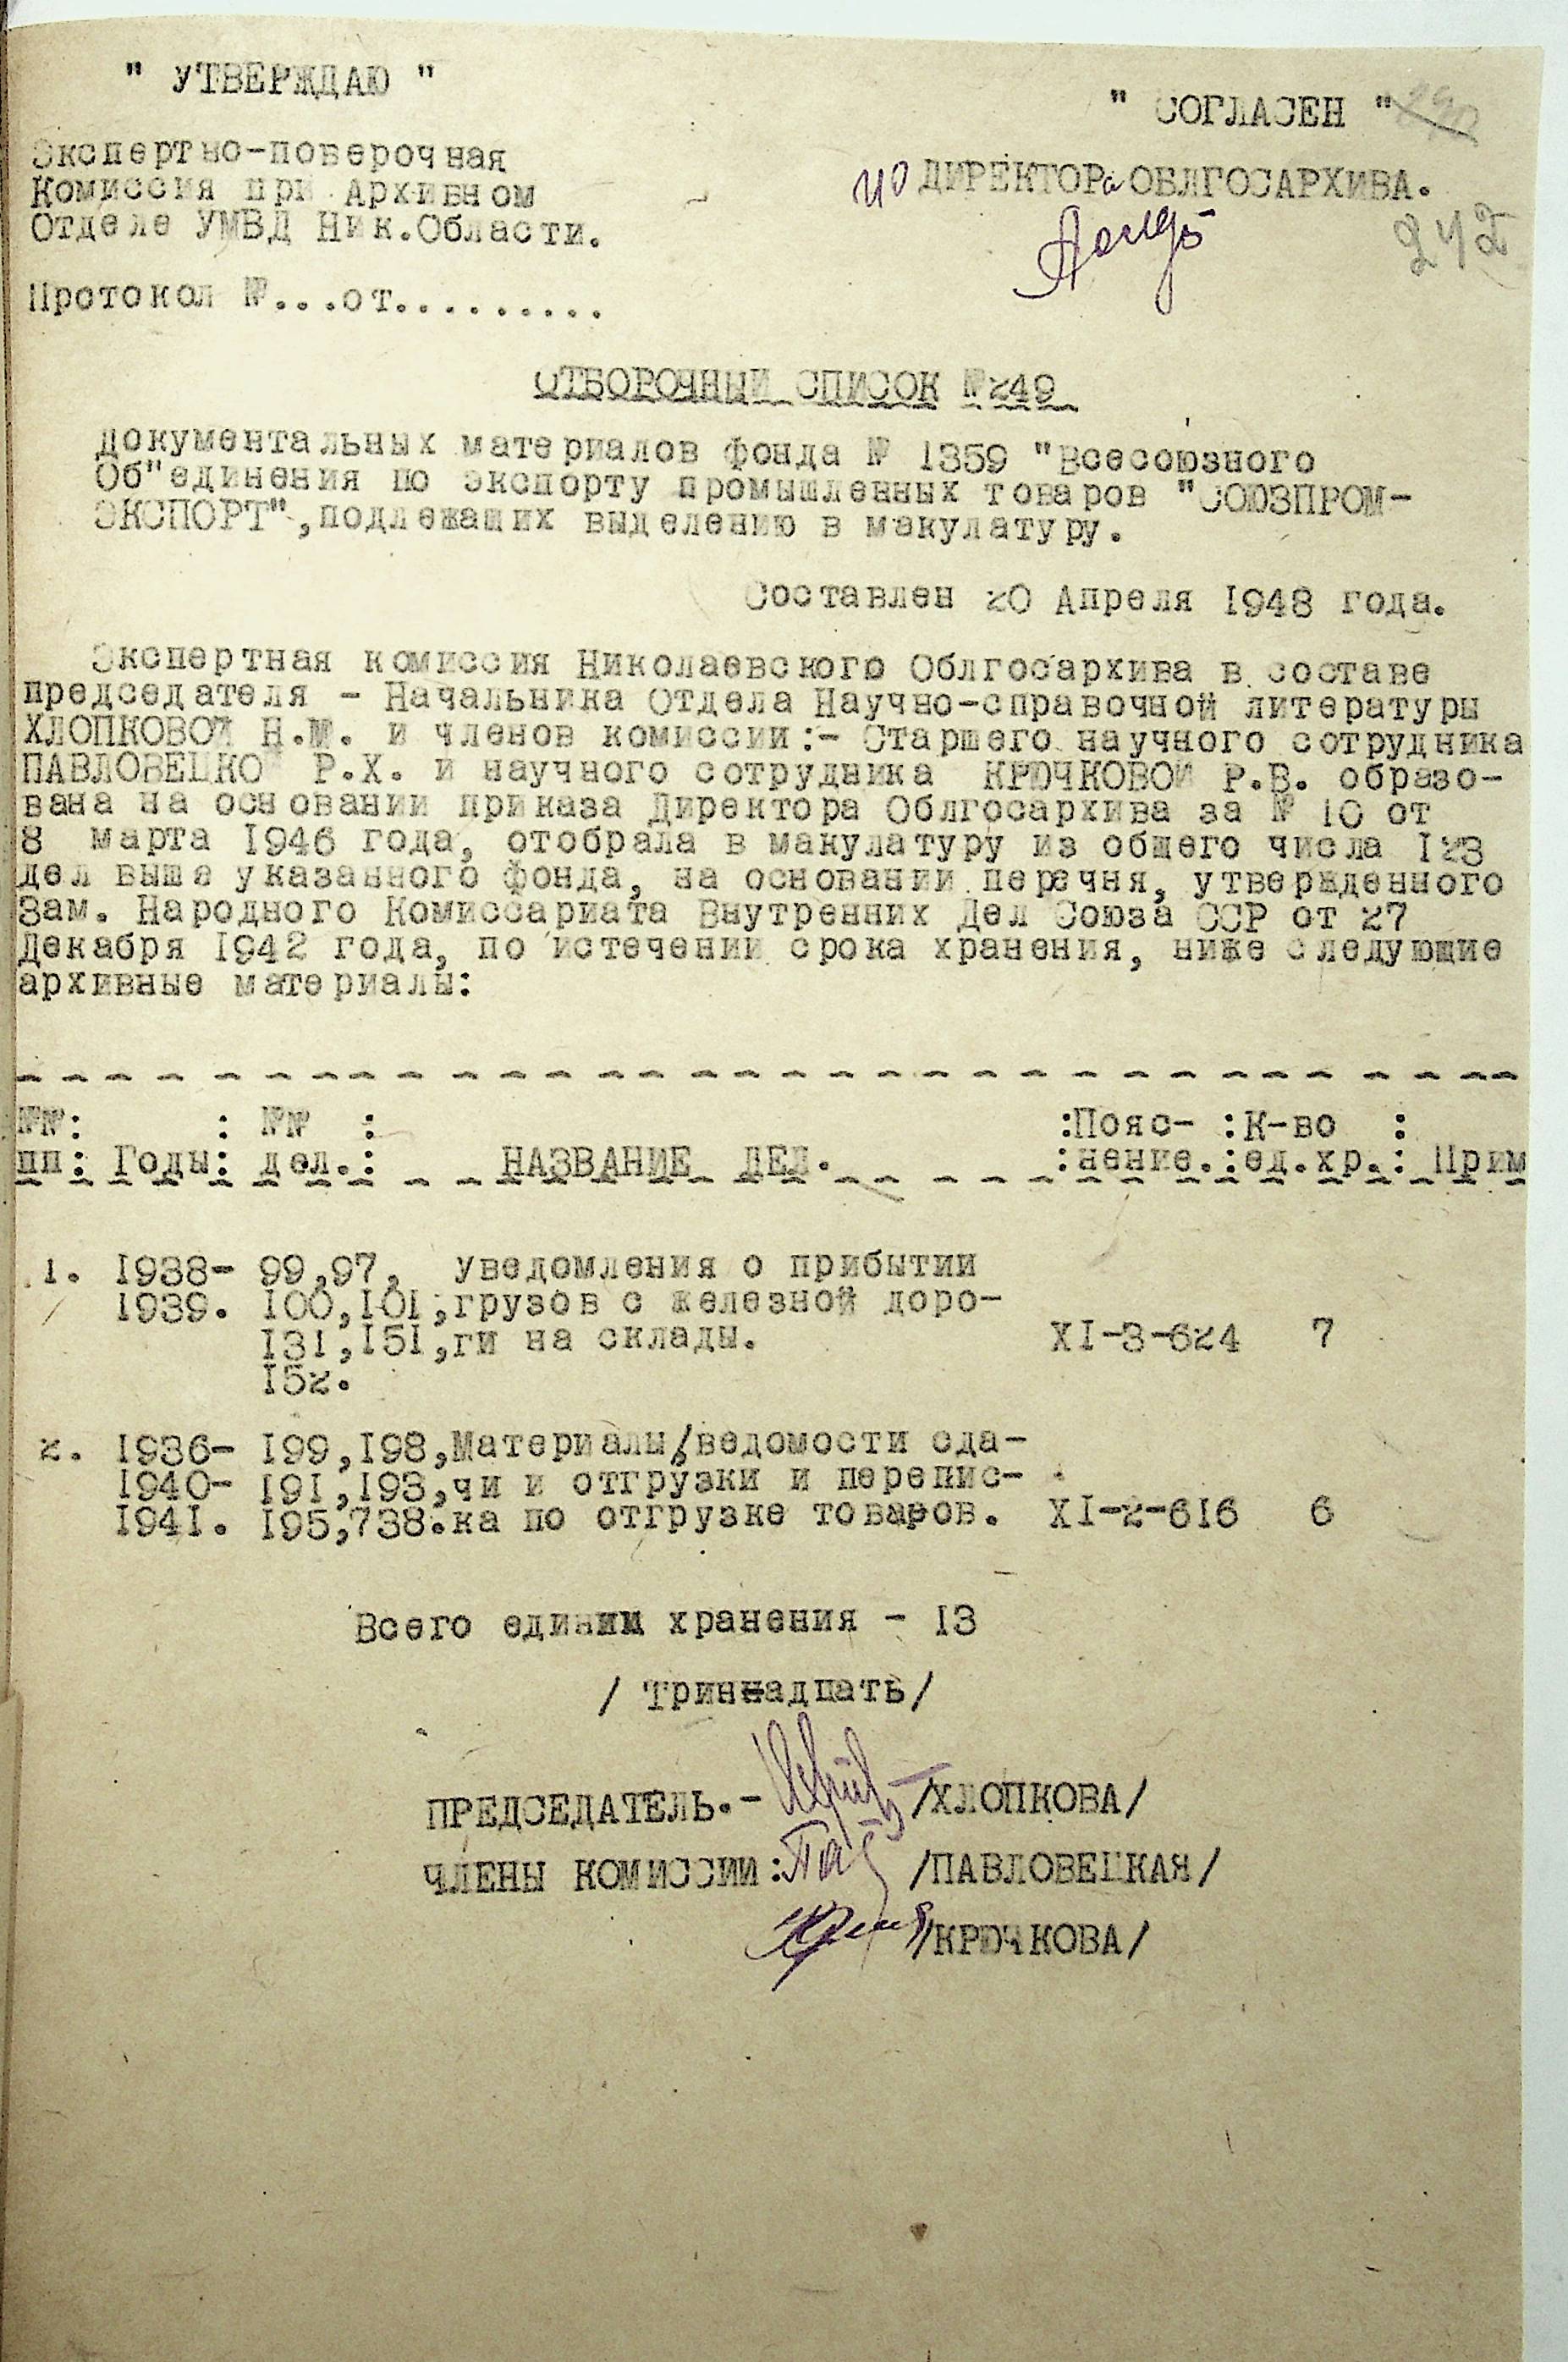 " УТВЕРЖДАЮ "
" СОГЛАСЕН "
Экспертно-поверочная
Комиссия при Архивном
Отделе УМВД Ник.Области.
ио ДИРЕКТОРа ОБЛГОСАРХИВА.
242
Протокол №...от.........
ОТБОРОЧНЫЙ СПИСОК №249
документальных материалов фонда № 1359 "Всесоюзного
Об"единения по экспорту промышленных товаров "СОЮЗПРОМ-
ЭКСПОРТ",подлежащих выделению в макулатуру.
Составлен 20 Апреля 1948 года.
Экспертная комиссия Николаевского Облгосархива в составе
председателя - Начальника Отдела Научно-справочной литературы
ХЛОПКОВОЙ Н.М. и членов комиссии:- Старшего научного сотрудника
ПАВЛОВЕЦКО Р.Х. и научного сотрудника КРЮЧКОВОЙ Р.В. образо-
вана на основании приказа Директора Облгосархива за № 10 от
8 марта 1946 года, отобрала в макулатуру из общего числа 123
дел выше указанного фонда, на основании перечня, утвержденного
Зам. Народного Комиссариата Внутренних Дел Союза ССР от 27
Декабря 1942 года, по истечении срока хранения, ниже следующие
архивные материалы:
№№: : №№ : :Пояс- :К-во :
пп: Годы: дел.: НАЗВАНИЕ ДЕЛ. :нение.:ед.хр.: Прим
1. 1938- 99,97, уведомления о прибытии
1939. 100,101,грузов с железной доро-
131,151,ги на склады. XI-3-624 7
152.
2. 1936- 199,198,Материалы/ведомости сда-
1940- 191,193,чи и отгрузки и перепис-
1941. 195,738.ка по отгрузке товаров. XI-2-616 6
Всего единиц хранения - 13
/ Триннадцать/
ПРЕДСЕДАТЕЛЬ.- /ХЛОПКОВА/
ЧЛЕНЫ КОМИССИИ: /ПАВЛОВЕЦКАЯ/
/КРЮЧКОВА/